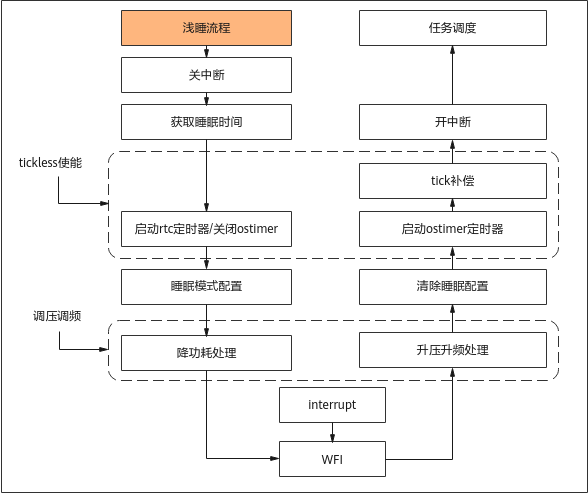 浅睡流程
任务调度
关中断
获取睡眠时间
开中断
tickless使能
tick补偿
启动rtc定时器/关闭ostimer
启动ostimer定时器
睡眠模式配置
清除睡眠配置
调压调频
降功耗处理
升压升频处理
interrupt
WFI